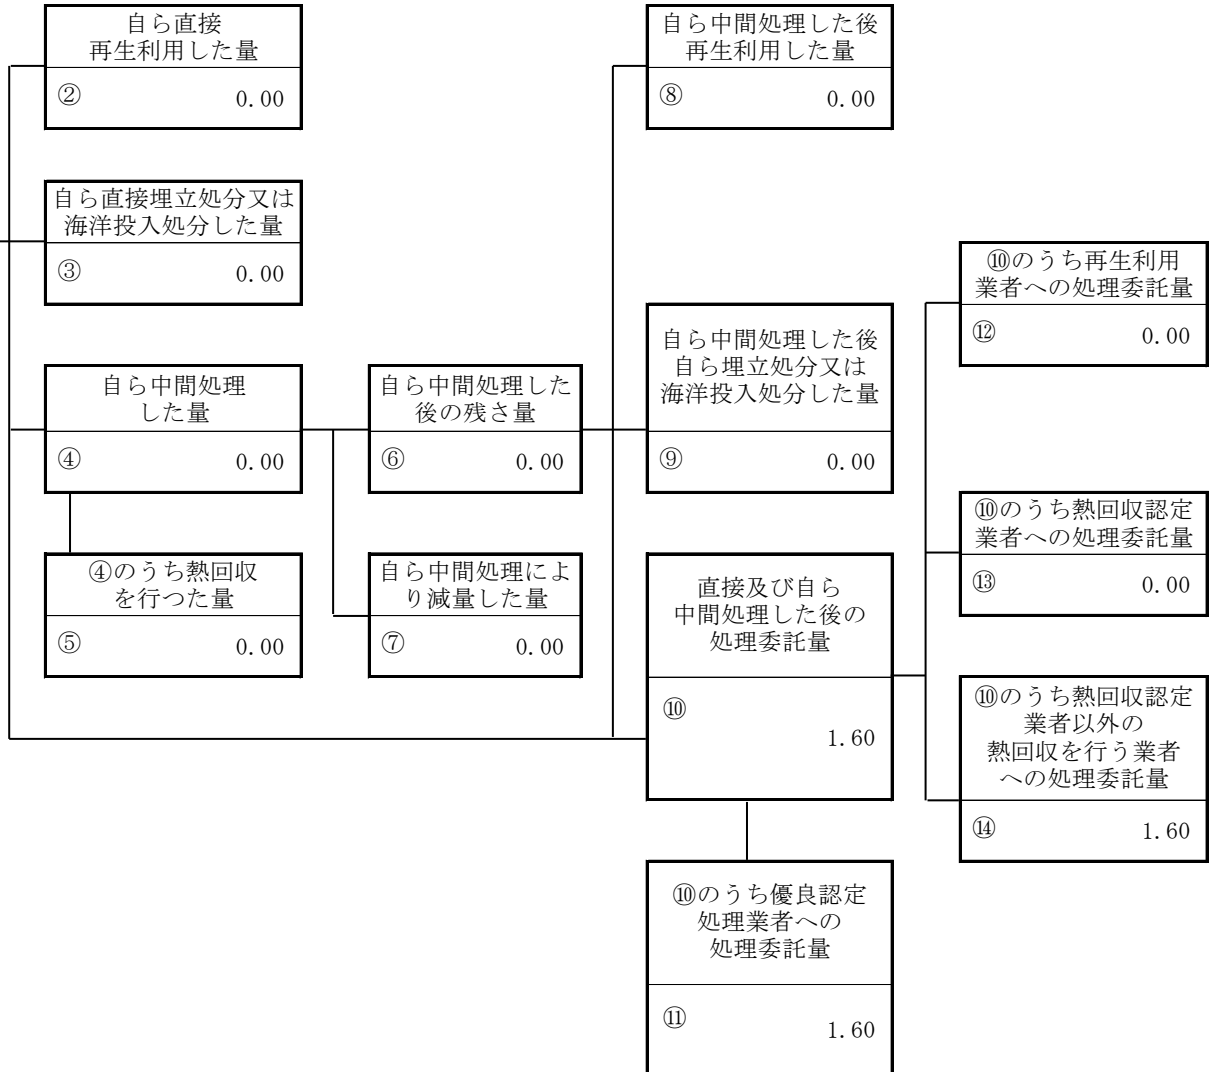 自ら直接
再生利用した量
② 0.00
自ら中間処理した後
再生利用した量
⑧ 0.00
自ら直接埋立処分又は
海洋投入処分した量
③ 0.00
⑩のうち再生利用
業者への処理委託量
⑫ 0.00
自ら中間処理
した量
④ 0.00
自ら中間処理した
後の残さ量
⑥ 0.00
自ら中間処理した後
自ら埋立処分又は
海洋投入処分した量
⑨ 0.00
⑩のうち熱回収認定
業者への処理委託量
⑬ 0.00
④のうち熱回収
を行つた量
⑤ 0.00
自ら中間処理によ
り減量した量
⑦ 0.00
直接及び自ら
中間処理した後の
処理委託量
⑩
1.60
⑩のうち熱回収認定
業者以外の
熱回収を行う業者
への処理委託量
⑭ 1.60
⑩のうち優良認定
処理業者への
処理委託量
⑪
1.60